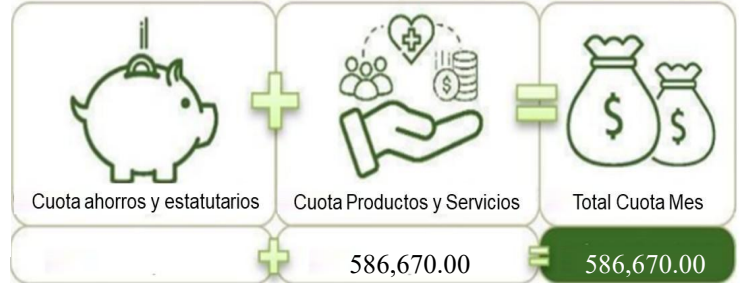 Cuota ahorros y estatutarios
Cuota Productos y Servicios
Total Cuota Mes
586,670.00
586,670.00